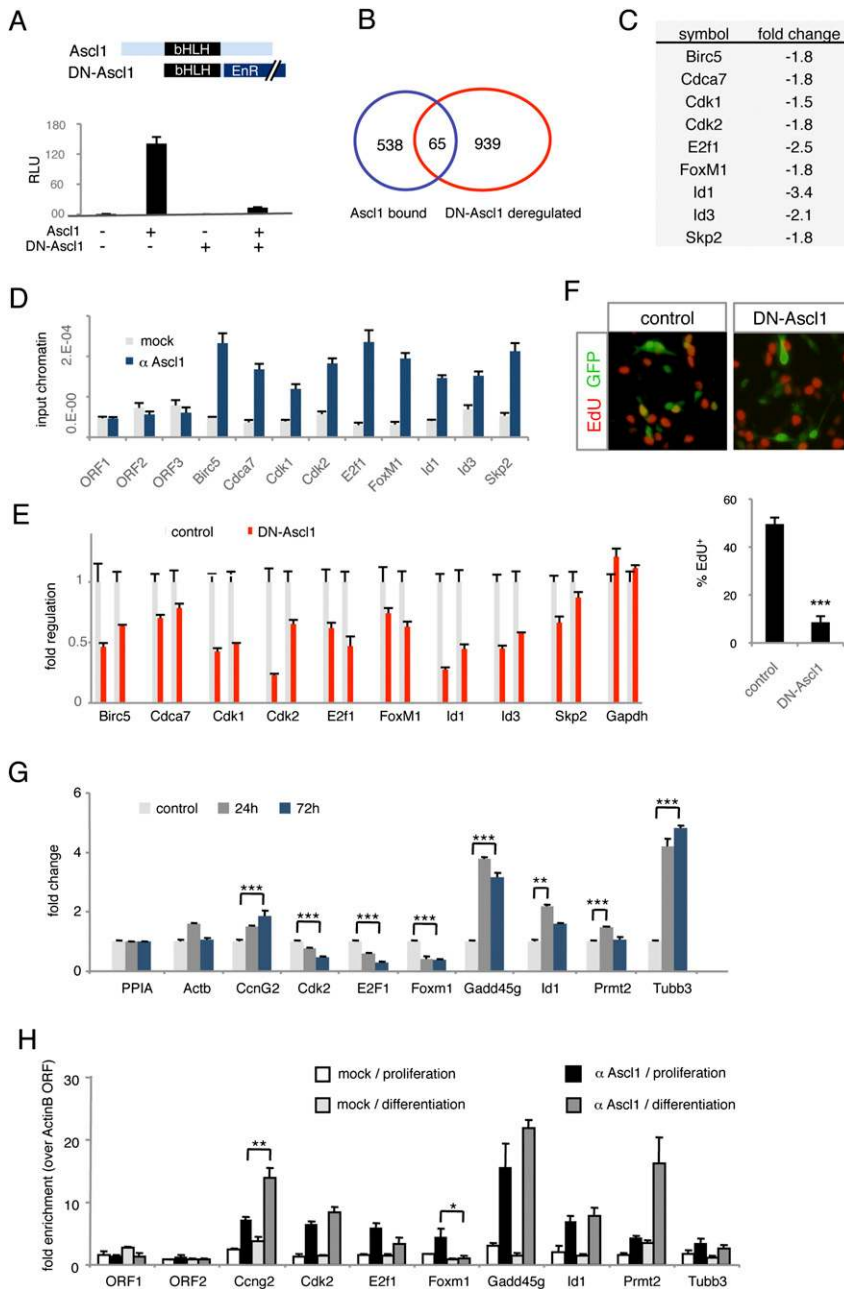 A
Ascl1
bHLH
DN-Ascl1
bHLH
EnR
RLU
180
120
60
00
Ascl1 - + - +
DN-Ascl1 - - + +
B
538
65
939
Ascl1 bound
DN-Ascl1 deregulated
C
symbol fold change
Birc5 -1.8
Cdca7 -1.8
Cdk1 -1.5
Cdk2 -1.8
E2f1 -2.5
FoxM1 -1.8
Id1 -3.4
Id3 -2.1
Skp2 -1.8
D
mock
α Ascl1
input chromatin
2.E-04
0.E-00
ORF1 ORF2 ORF3 Birc5 Cdca7 Cdk1 Cdk2 E2f1 FoxM1 Id1 Id3 Skp2
E
control DN-Ascl1
fold regulation
1
0.5
0
Birc5 Cdca7 Cdk1 Cdk2 E2f1 FoxM1 Id1 Id3 Skp2 Gapdh
F
control
DN-Ascl1
EdU GFP
% EdU+
60
40
20
0
***
control
DN-Ascl1
G
control 24h 72h
fold change
6
4
2
0
*** *** *** *** *** ** *** ***
PPIA Actb CcnG2 Cdk2 E2F1 Foxm1 Gadd45g Id1 Prmt2 Tubb3
H
mock / proliferation
mock / differentiation
α Ascl1 / proliferation
α Ascl1 / differentiation
fold enrichment (over ActinB ORF)
30
20
10
0
**
*
ORF1 ORF2 Ccng2 Cdk2 E2f1 Foxm1 Gadd45g Id1 Prmt2 Tubb3